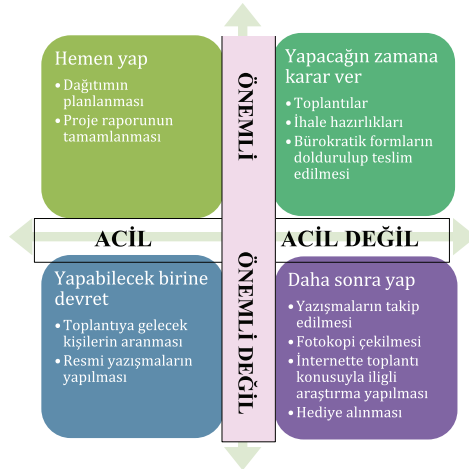 Hemen yap
• Dağıtımın
planlanması
• Proje raporunun
tamamlanması
ÖNEMLİ
Yapacağın zamana
karar ver
• Toplantılar
• İhale hazırlıkları
• Bürokratik formların
doldurulup teslim
edilmesi
ACİL
ACİL DEĞİL
Yapabilecek birine
devret
• Toplantıya gelecek
kişilerin aranması
• Resmi yazışmaların
yapılması
ÖNEMLİ DEĞİL
Daha sonra yap
• Yazışmaların takip
edilmesi
• Fotokopi çekilmesi
• İnternette toplantı
konusuyla iligli
araştırma yapılması
• Hediye alınması